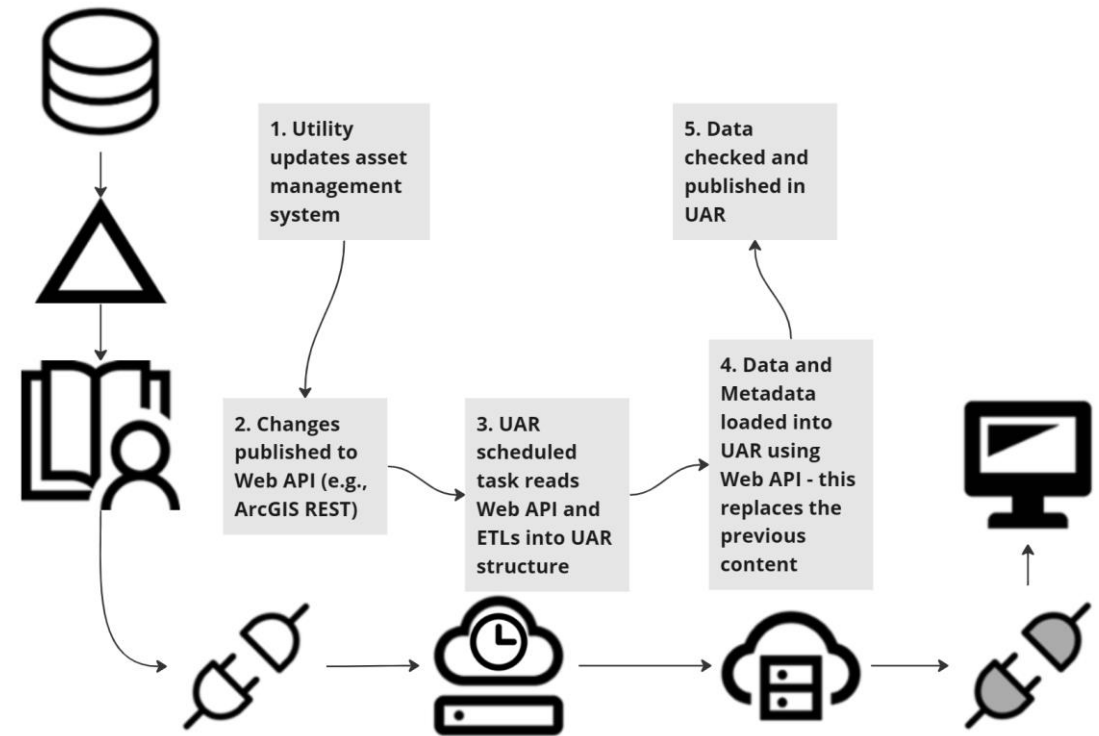 1. Utility
updates asset
management
system
5. Data
checked and
published in
UAR
2. Changes
published to
Web API (e.g.,
ArcGIS REST)
3. UAR
scheduled
task reads
Web API and
ETLs into UAR
structure
4. Data and
Metadata
loaded into
UAR using
Web API - this
replaces the
previous
content